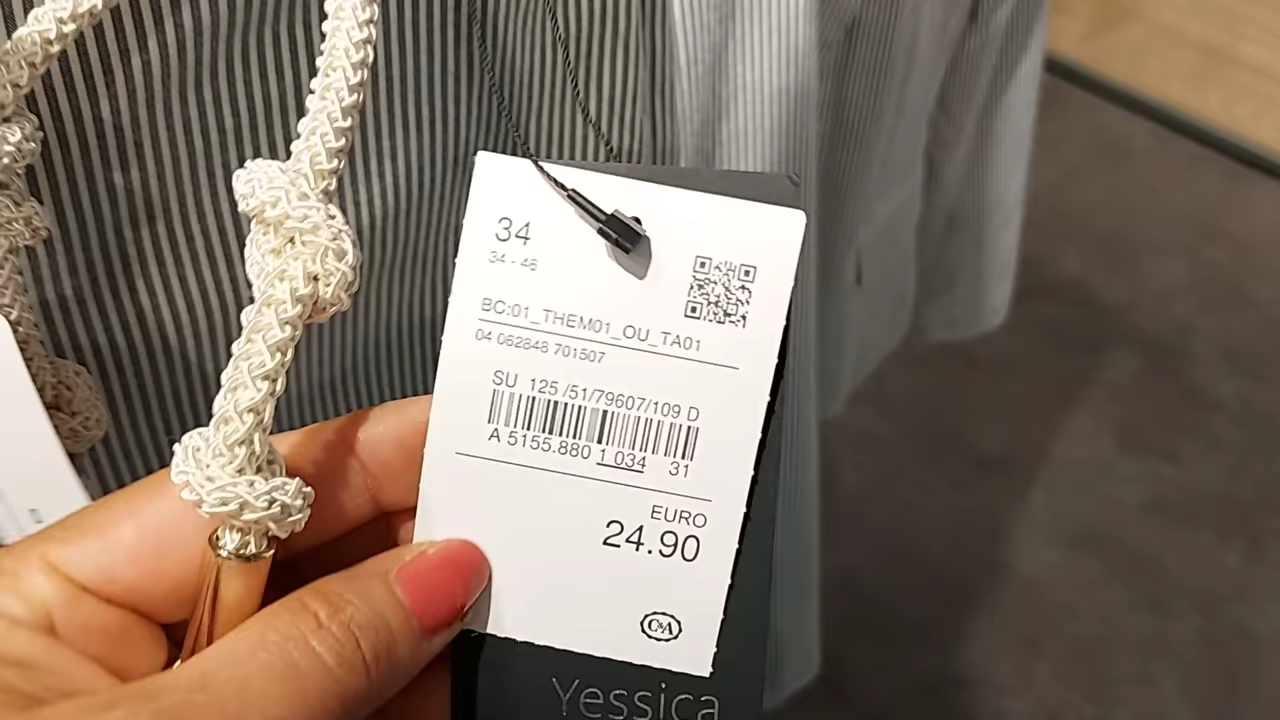 34
34 - 46
BC:01_THEM01_OU_TA01
04 062848 701507
SU 125 /51/79607/109 D
A 5155.880 1 034 31
EURO
24.90
C&A
Yessica